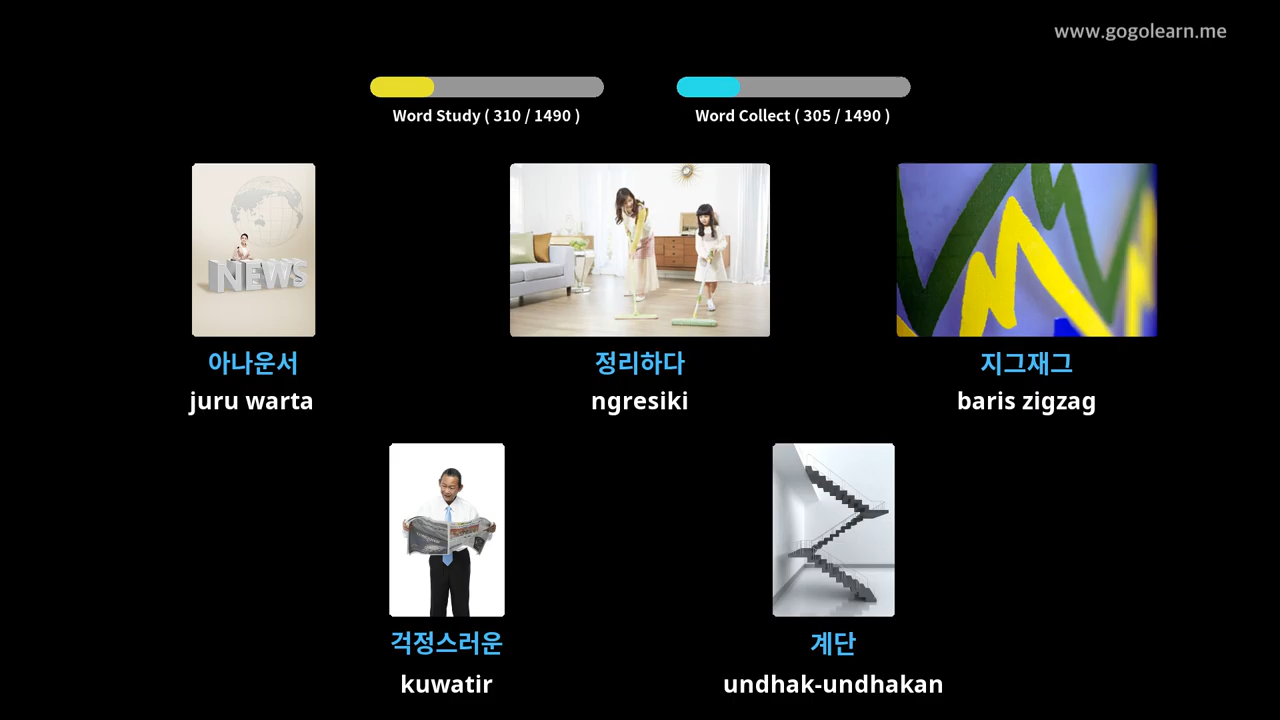 www.gogolearn.me
Word Study ( 310 / 1490 )
Word Collect ( 305 / 1490 )
NEWS
아나운서
juru warta
정리하다
ngresiki
지그재그
baris zigzag
걱정스러운
kuwatir
계단
undhak-undhakan